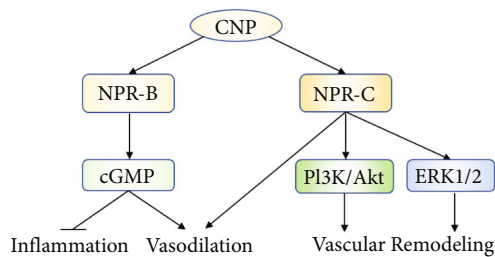 CNP
NPR-B
NPR-C
cGMP
Pl3K/Akt
ERK1/2
Inflammation
Vasodilation
Vascular Remodeling